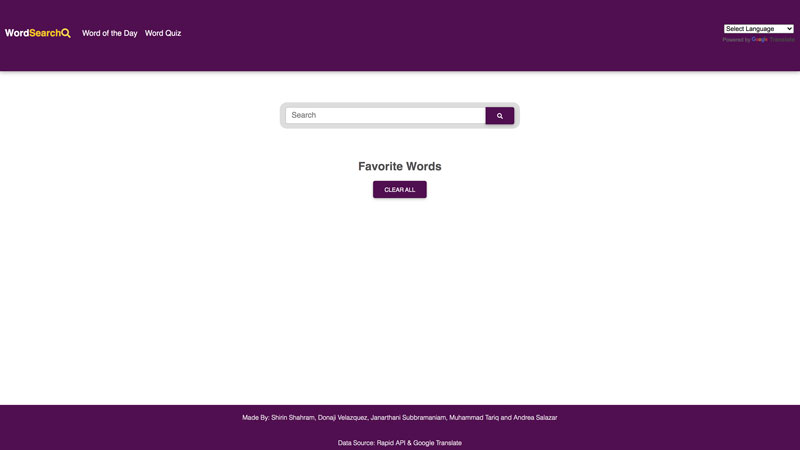 WordSearch
Word of the Day
Word Quiz
Select Language
Powered by Google Translate
Search
Favorite Words
CLEAR ALL
Made By: Shirin Shahram, Donaji Velazquez, Janarthani Subbramaniam, Muhammad Tariq and Andrea Salazar
Data Source: Rapid API & Google Translate